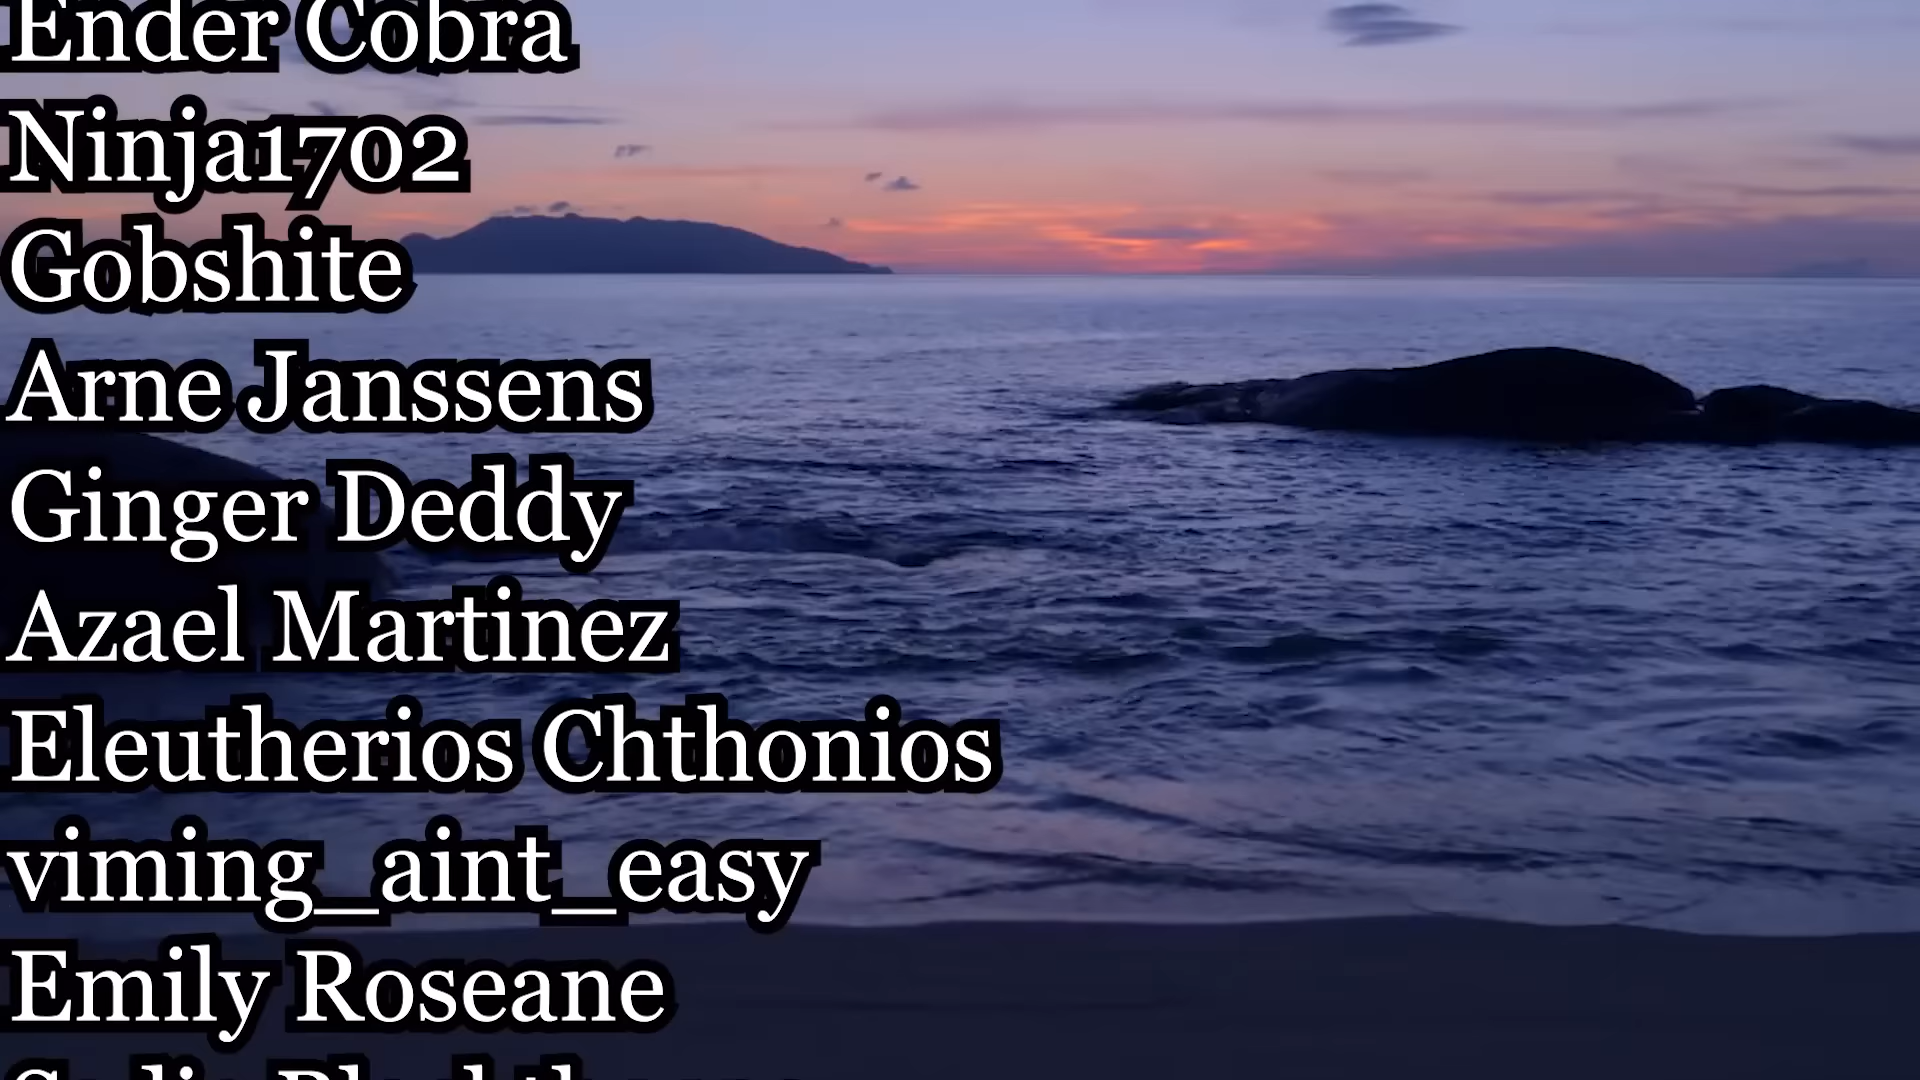 Ender Cobra
Ninja1702
Gobshite
Arne Janssens
Ginger Deddy
Azael Martinez
Eleutherios Chthonios
viming_aint_easy
Emily Roseane